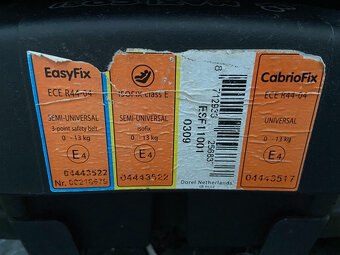 EasyFix
ECE R44-04
SEMI-UNIVERSAL
3-point safety belt
0 -13 kg
E4
04443522
ISOFIX class E
SEMI-UNIVERSAL
isofix
0 -13 kg
E4
04443522
ESF11001
0309
Dorel Netherlands
CabrioFix
ECE R44-04
UNIVERSAL
0 -13 kg
E4
04443517